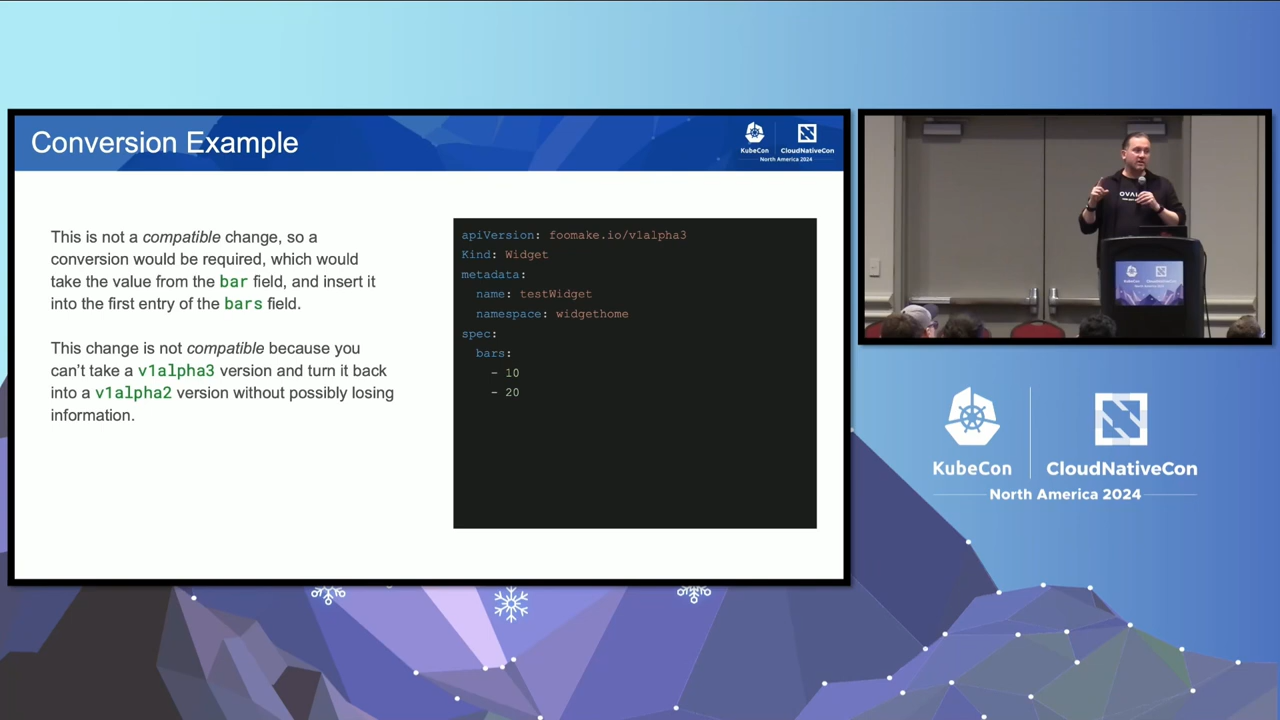 Conversion Example
KubeCon
CloudNativeCon
North America 2024
This is not a compatible change, so a
conversion would be required, which would
take the value from the bar field, and insert it
into the first entry of the bars field.
This change is not compatible because you
can't take a v1alpha3 version and turn it back
into a v1alpha2 version without possibly losing
information.
apiVersion: foomake.io/v1alpha3
Kind: Widget
metadata:
  name: testWidget
  namespace: widgethome
spec:
  bars:
    - 10
    - 20
KubeCon
CloudNativeCon
North America 2024